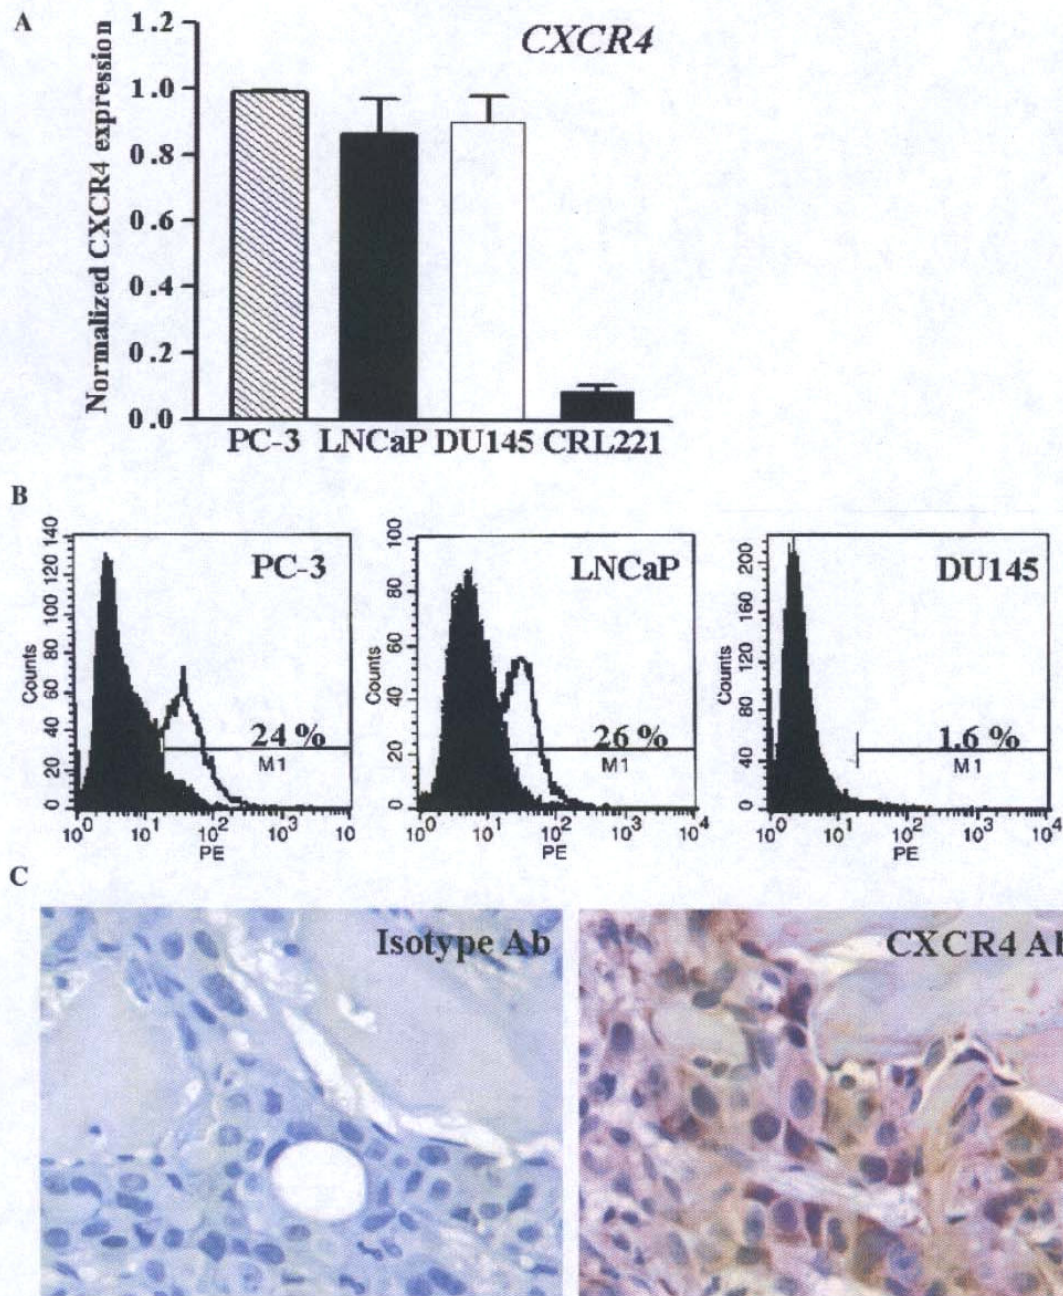 A
CXCR4
Normalized CXCR4 expression
1.2
1.0
0.8
0.6
0.4
0.2
0.0
PC-3 LNCaP DU145 CRL221
B
PC-3
Counts
140
120
100
80
60
40
20
0
24 %
M1
10⁰ 10¹ 10² 10³ 10
PE
LNCaP
Counts
100
80
60
40
20
0
26 %
M1
10⁰ 10¹ 10² 10³ 10⁴
PE
DU145
Counts
200
160
120
80
40
0
1.6 %
M1
10⁰ 10¹ 10² 10³ 10⁴
PE
C
Isotype Ab
CXCR4 Ab